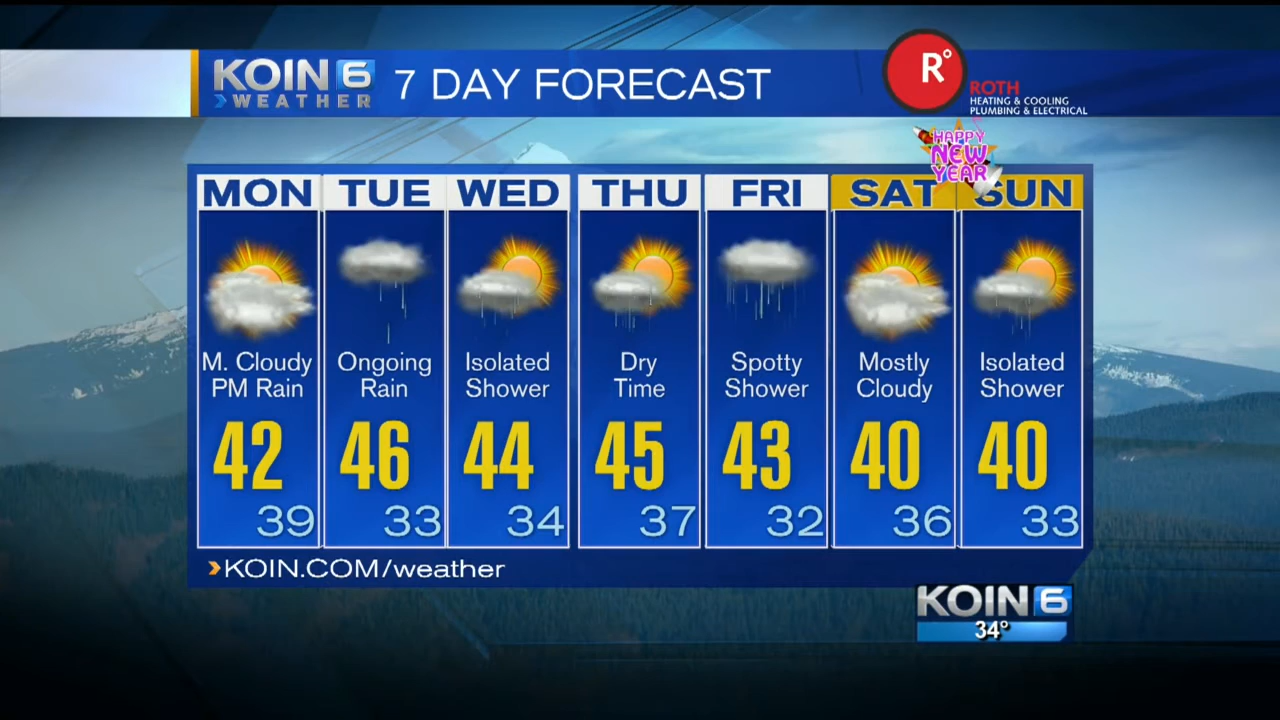 KOIN 6
WEATHER
7 DAY FORECAST
R°
ROTH
HEATING & COOLING
PLUMBING & ELECTRICAL
HAPPY
NEW
YEAR
MON TUE WED THU FRI SAT SUN
M. Cloudy Ongoing Isolated Dry Spotty Mostly Isolated
PM Rain Rain Shower Time Shower Cloudy Shower
42 46 44 45 43 40 40
39 33 34 37 32 36 33
KOIN.COM/weather
KOIN 6
34°